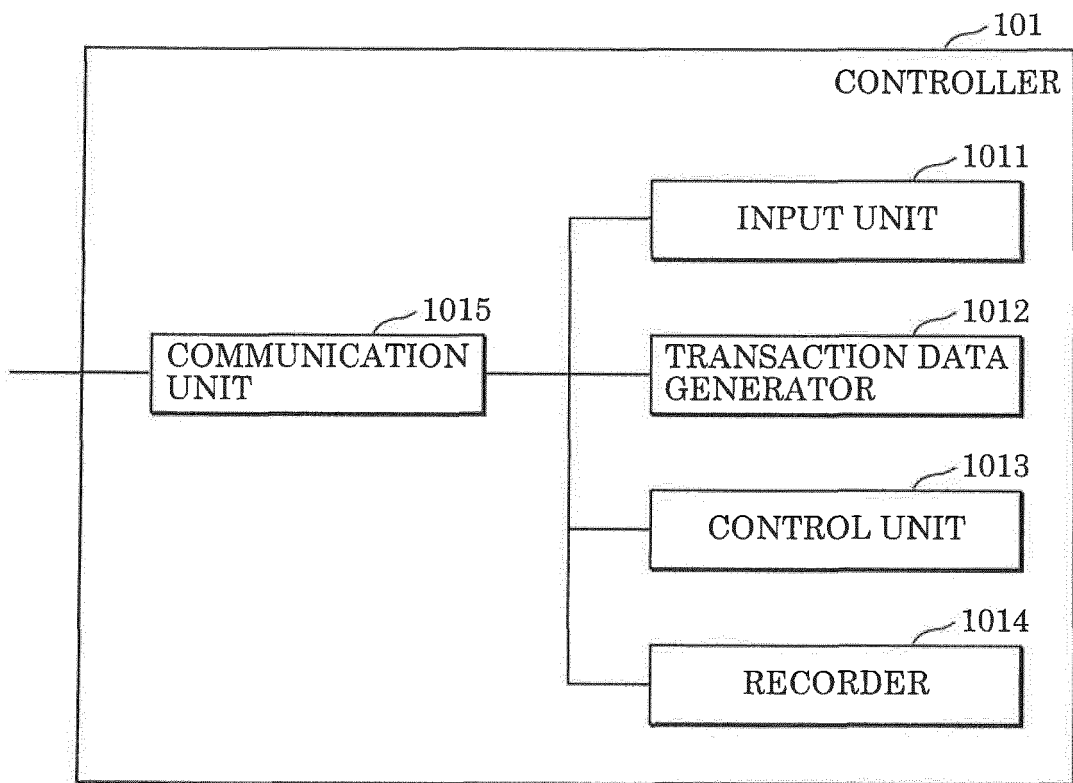 101
CONTROLLER
1011
INPUT UNIT
1015
COMMUNICATION
UNIT
1012
TRANSACTION DATA
GENERATOR
1013
CONTROL UNIT
1014
RECORDER